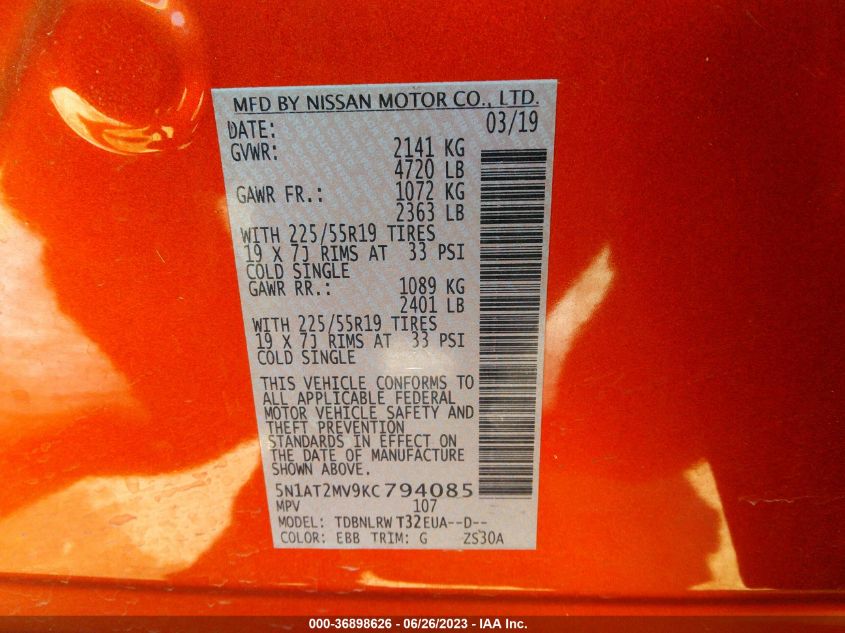 MFD BY NISSAN MOTOR CO., LTD.
DATE: 03/19
GVWR: 2141 KG
4720 LB
GAWR FR.: 1072 KG
2363 LB
WITH 225/55R19 TIRES
19 X 7J RIMS AT 33 PSI
COLD SINGLE
GAWR RR.: 1089 KG
2401 LB
WITH 225/55R19 TIRES
19 X 7J RIMS AT 33 PSI
COLD SINGLE
THIS VEHICLE CONFORMS TO
ALL APPLICABLE FEDERAL
MOTOR VEHICLE SAFETY AND
THEFT PREVENTION
STANDARDS IN EFFECT ON
THE DATE OF MANUFACTURE
SHOWN ABOVE.
5N1AT2MV9KC794085
MPV 107
MODEL: TDBNLRW T32EUA--D--
COLOR: EBB TRIM: G ZS30A
000-36898626 - 06/26/2023 - IAA Inc.